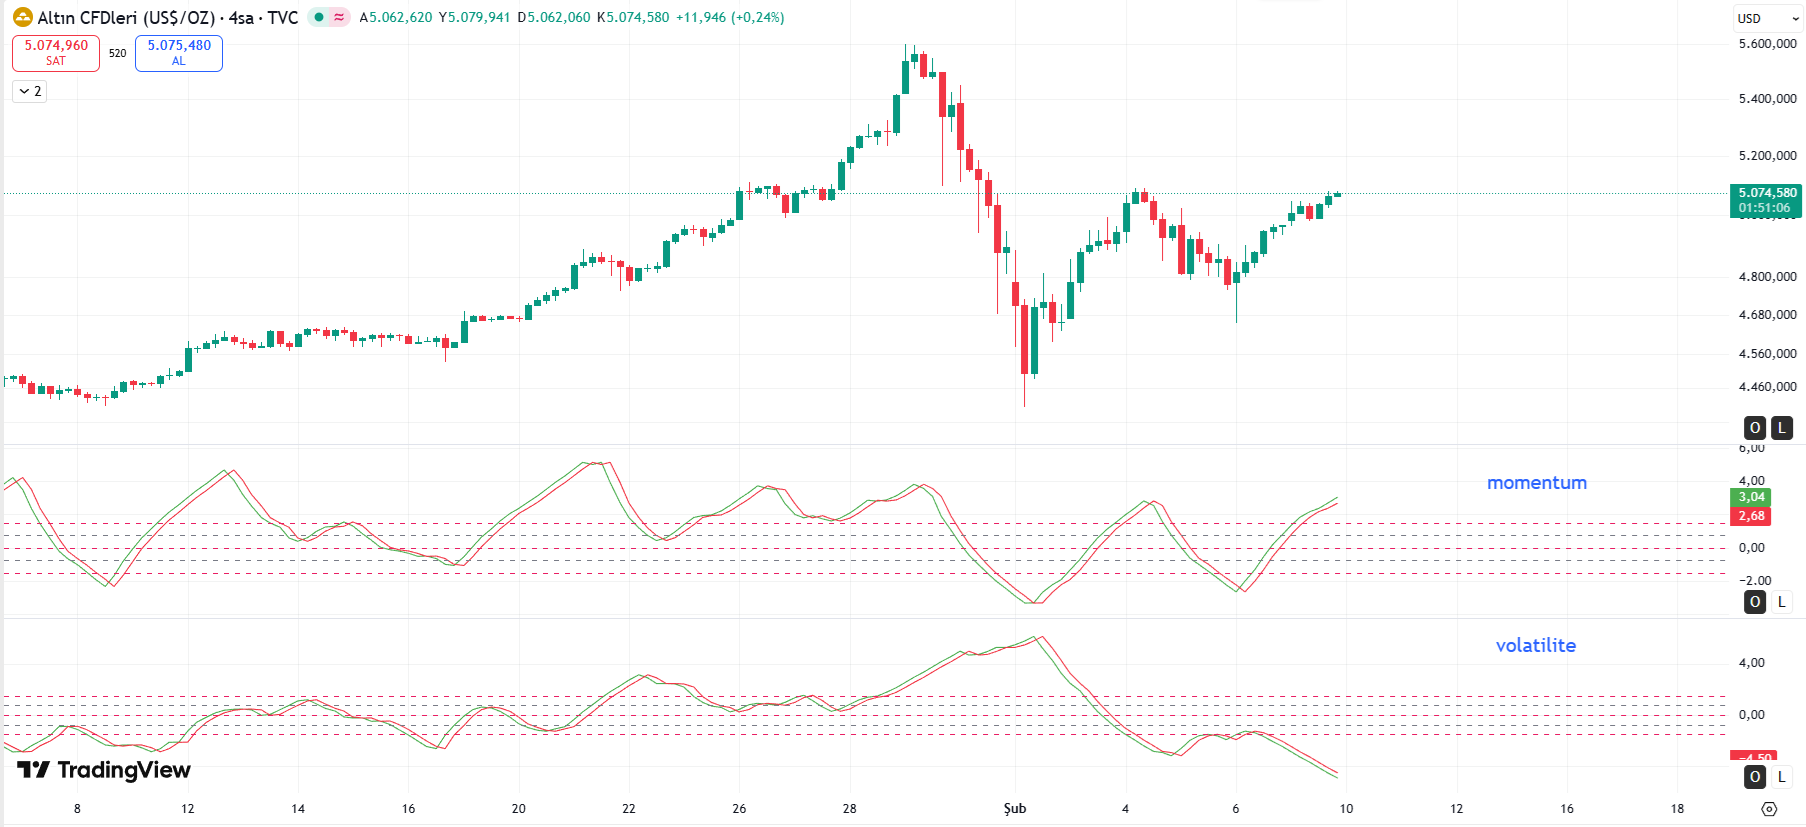 Altın CFDleri (US$/OZ) · 4sa · TVC A5.062,620 Y5.079,941 D5.062,060 K5.074,580 +11,946 (+0,24%)
USD
5.074,960
SAT
520
5.075,480
AL
2
5.600,000
5.400,000
5.200,000
5.074,580
01:51:06
4.800,000
4.680,000
4.560,000
4.460,000
O L
6,00
momentum
4,00
3,04
2,68
0,00
−2,00
O L
volatilite
4,00
0,00
−4,50
O L
TradingView
8 12 14 16 20 22 26 28 Şub 4 6 10 12 16 18